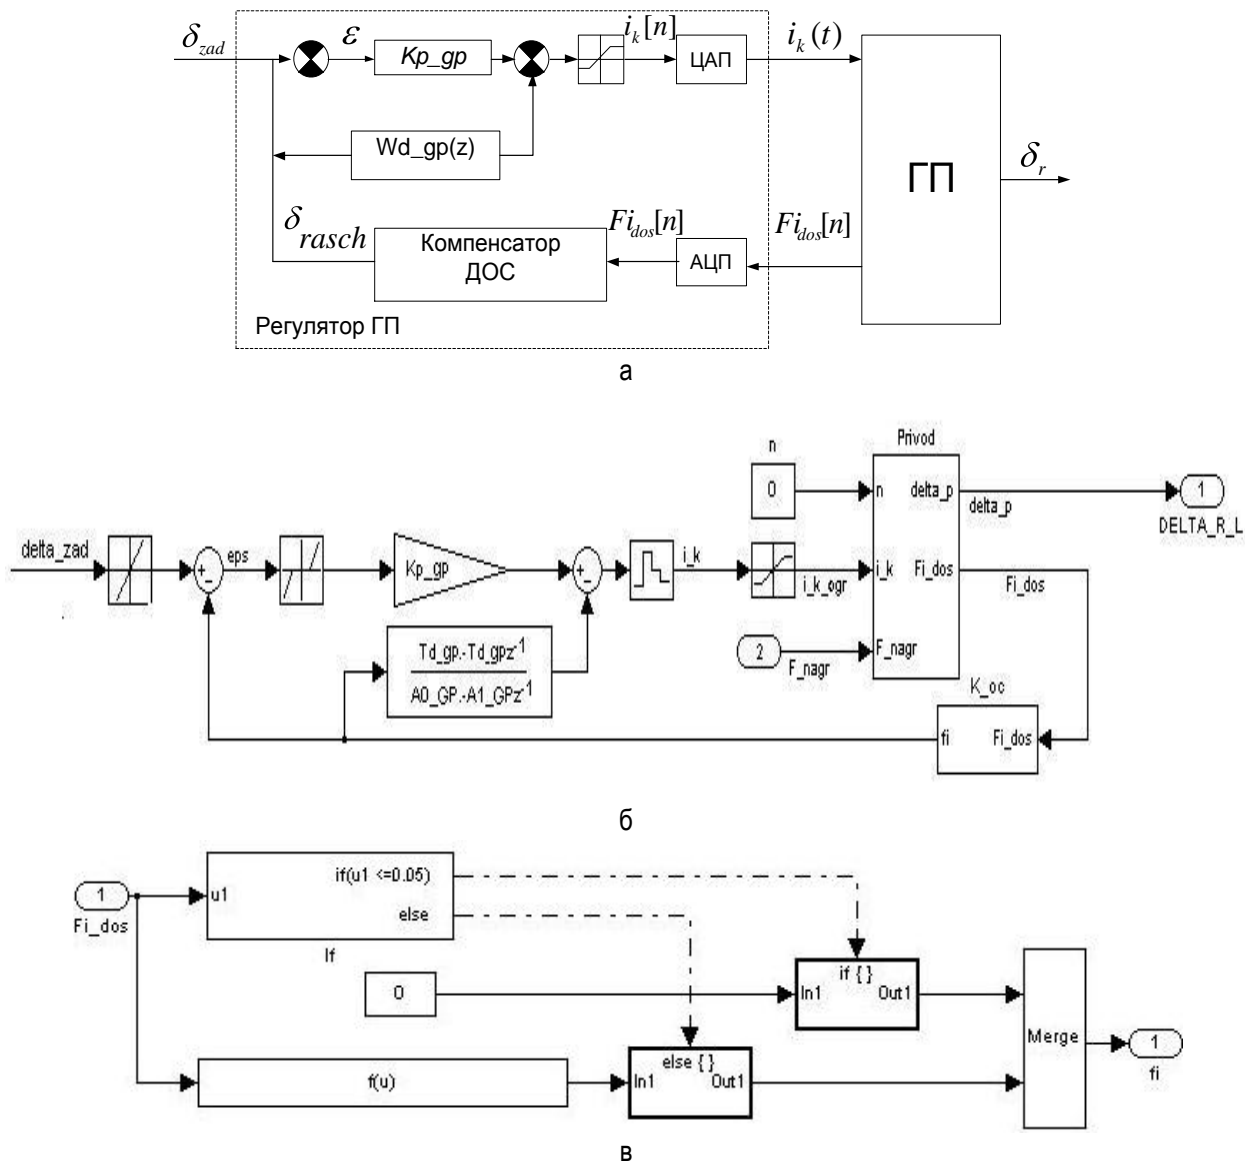 δzad
ε
Kp_gp
ik[n]
ЦАП
ik(t)
Wd_gp(z)
ГП
δr
δrasch
Компенсатор
ДОС
Fidos[n]
АЦП
Fidos[n]
Регулятор ГП
а
Privod
n
0
n
delta_p
delta_p
1
DELTA_R_L
delta_zad
+
-
eps
Kp_gp
+
-
i_k
i_k_ogr
i_k
Fi_dos
Fi_dos
2
F_nagr
F_nagr
Td_gp.-Td_gpz-1
A0_GP.-A1_GPz-1
K_oc
fi
Fi_dos
б
1
Fi_dos
u1
if(u1 <=0.05)
else
If
0
if { }
In1
Out1
f(u)
else { }
In1
Out1
Merge
1
fi
в